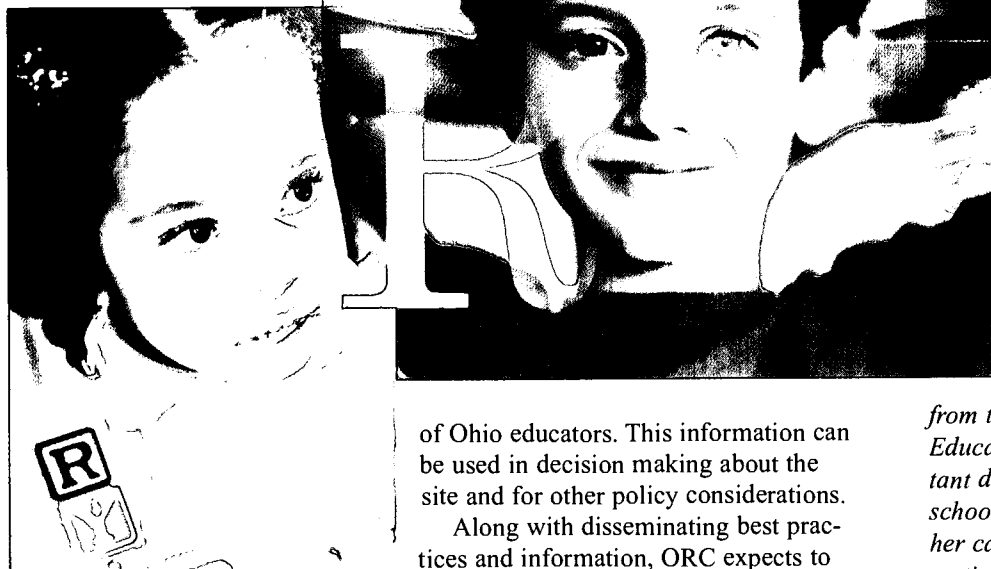 R
R
of Ohio educators. This information can
be used in decision making about the
site and for other policy considerations.
Along with disseminating best prac-
tices and information, ORC expects to
from
Educa
tant d
schoo
her ca